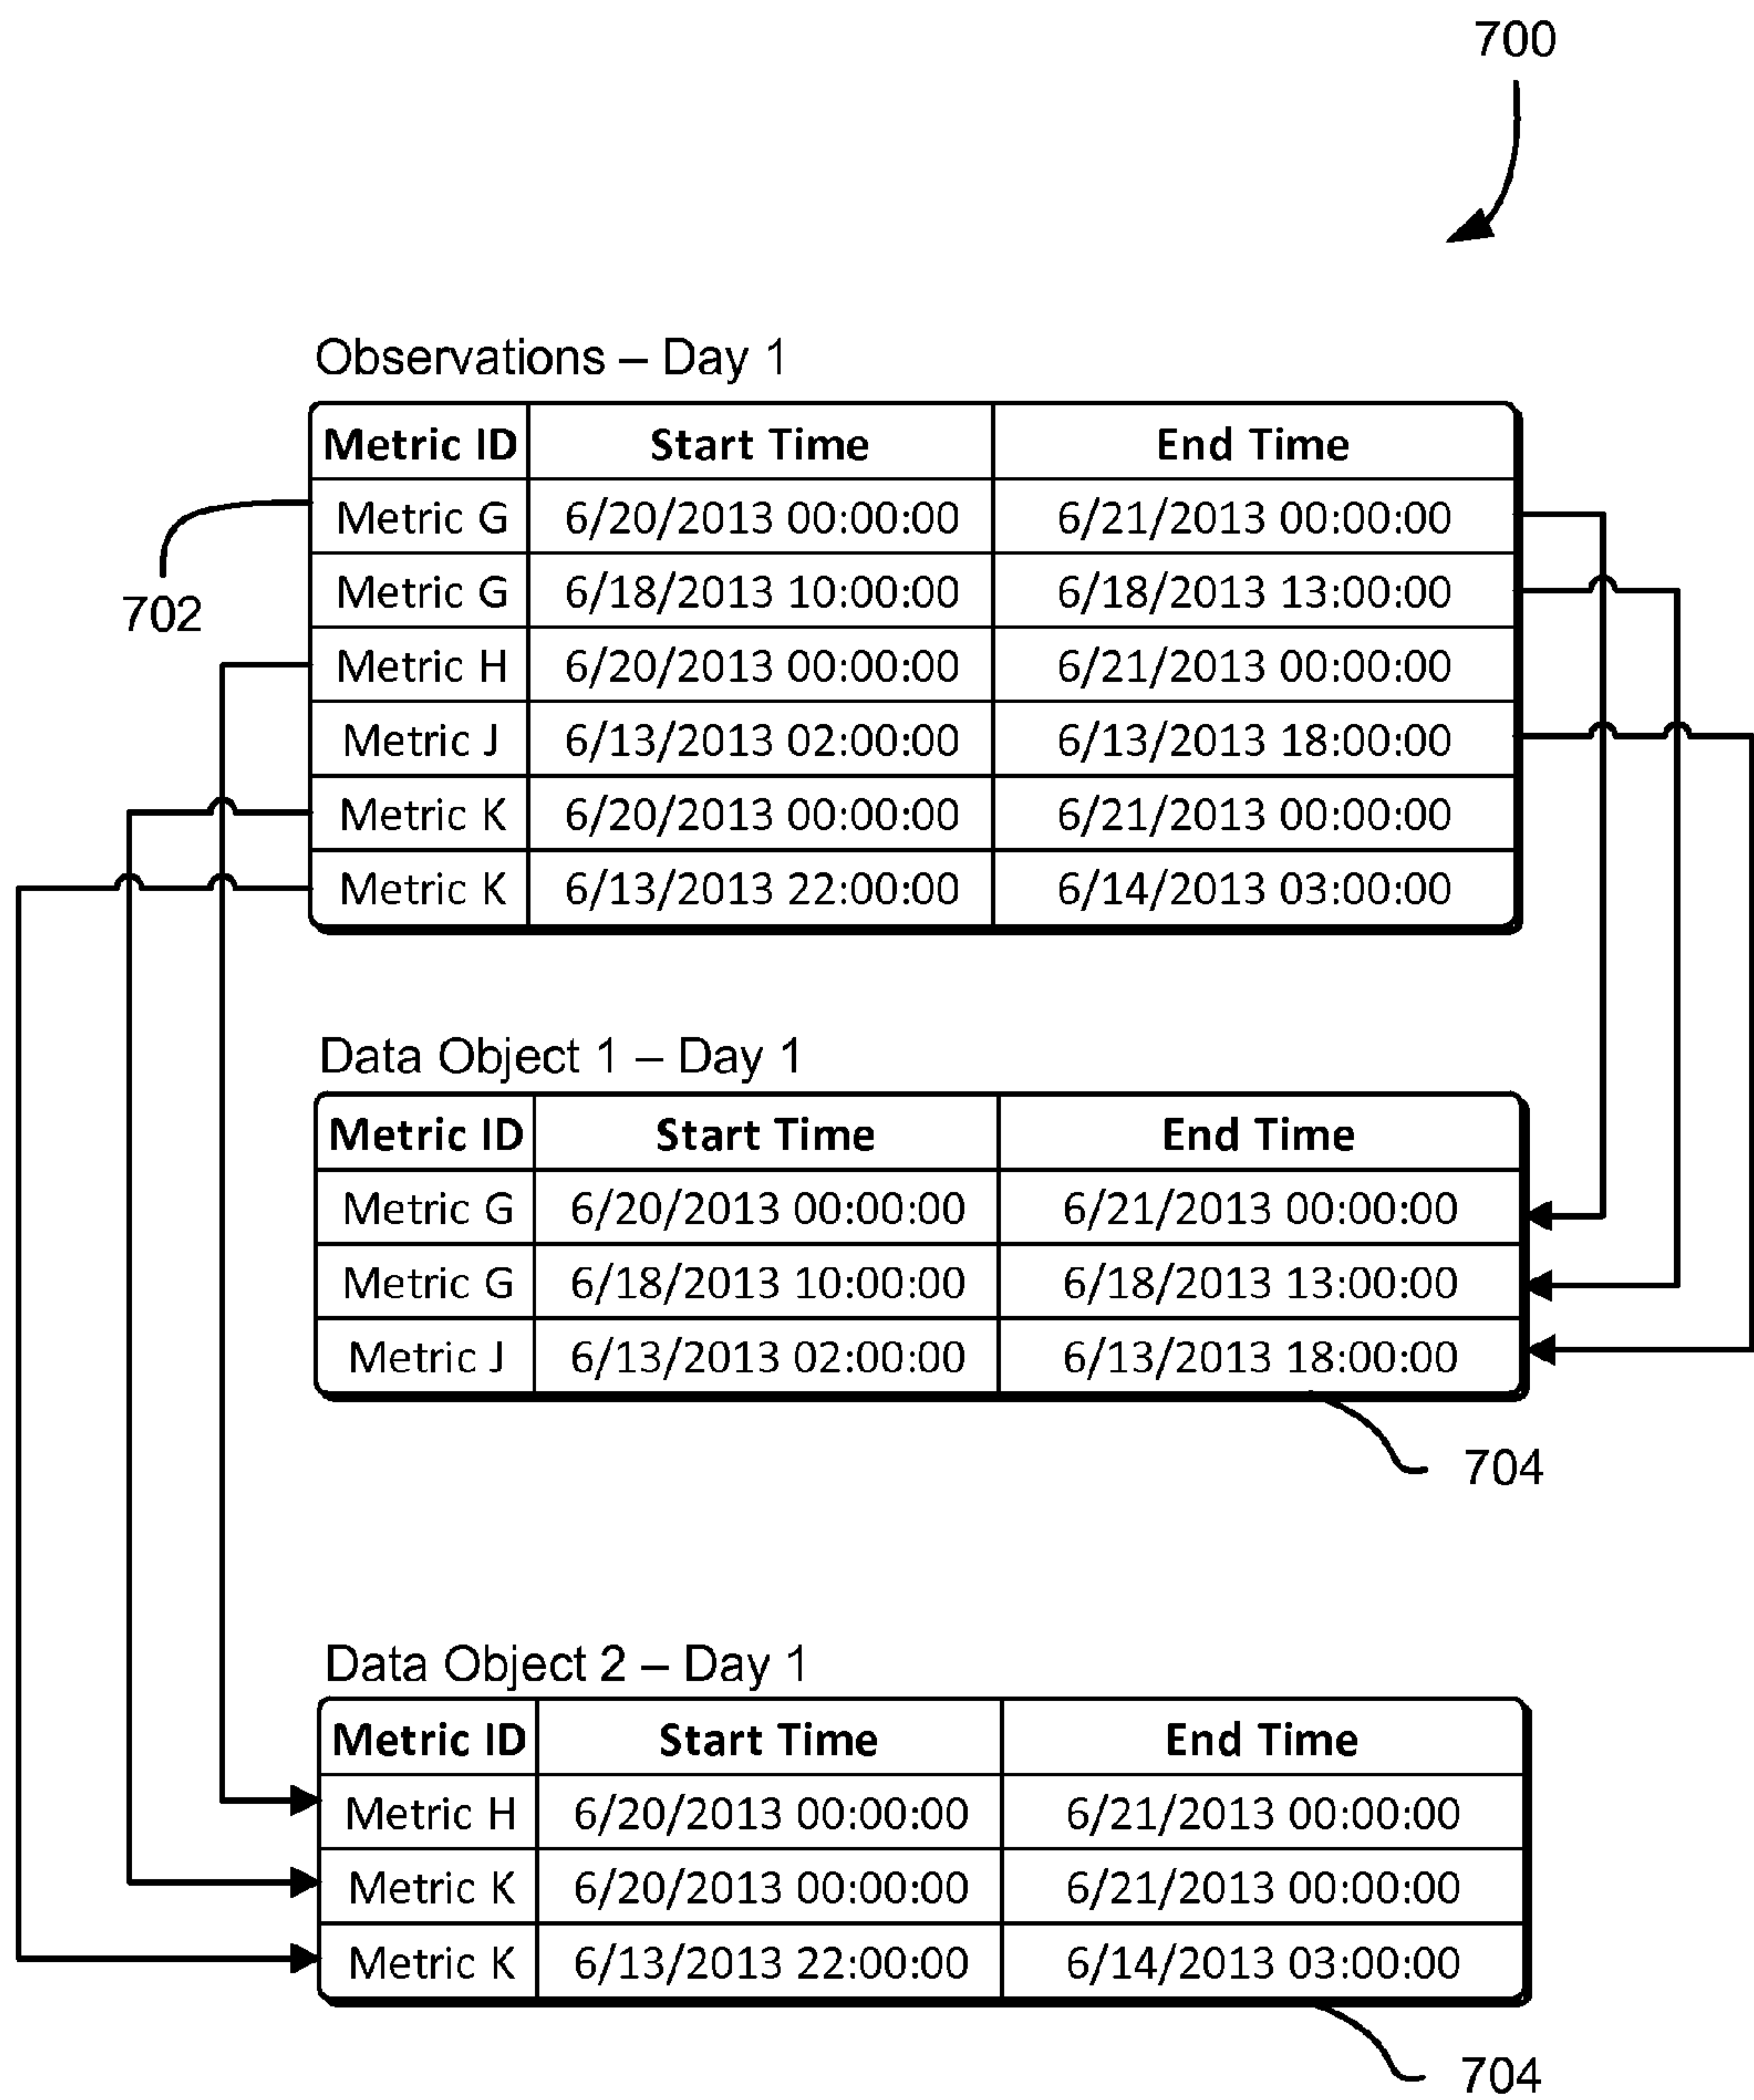 700
Observations – Day 1
Metric ID Start Time End Time
Metric G 6/20/2013 00:00:00 6/21/2013 00:00:00
702
Metric G 6/18/2013 10:00:00 6/18/2013 13:00:00
Metric H 6/20/2013 00:00:00 6/21/2013 00:00:00
Metric J 6/13/2013 02:00:00 6/13/2013 18:00:00
Metric K 6/20/2013 00:00:00 6/21/2013 00:00:00
Metric K 6/13/2013 22:00:00 6/14/2013 03:00:00
Data Object 1 – Day 1
Metric ID Start Time End Time
Metric G 6/20/2013 00:00:00 6/21/2013 00:00:00
Metric G 6/18/2013 10:00:00 6/18/2013 13:00:00
Metric J 6/13/2013 02:00:00 6/13/2013 18:00:00
704
Data Object 2 – Day 1
Metric ID Start Time End Time
Metric H 6/20/2013 00:00:00 6/21/2013 00:00:00
Metric K 6/20/2013 00:00:00 6/21/2013 00:00:00
Metric K 6/13/2013 22:00:00 6/14/2013 03:00:00
704